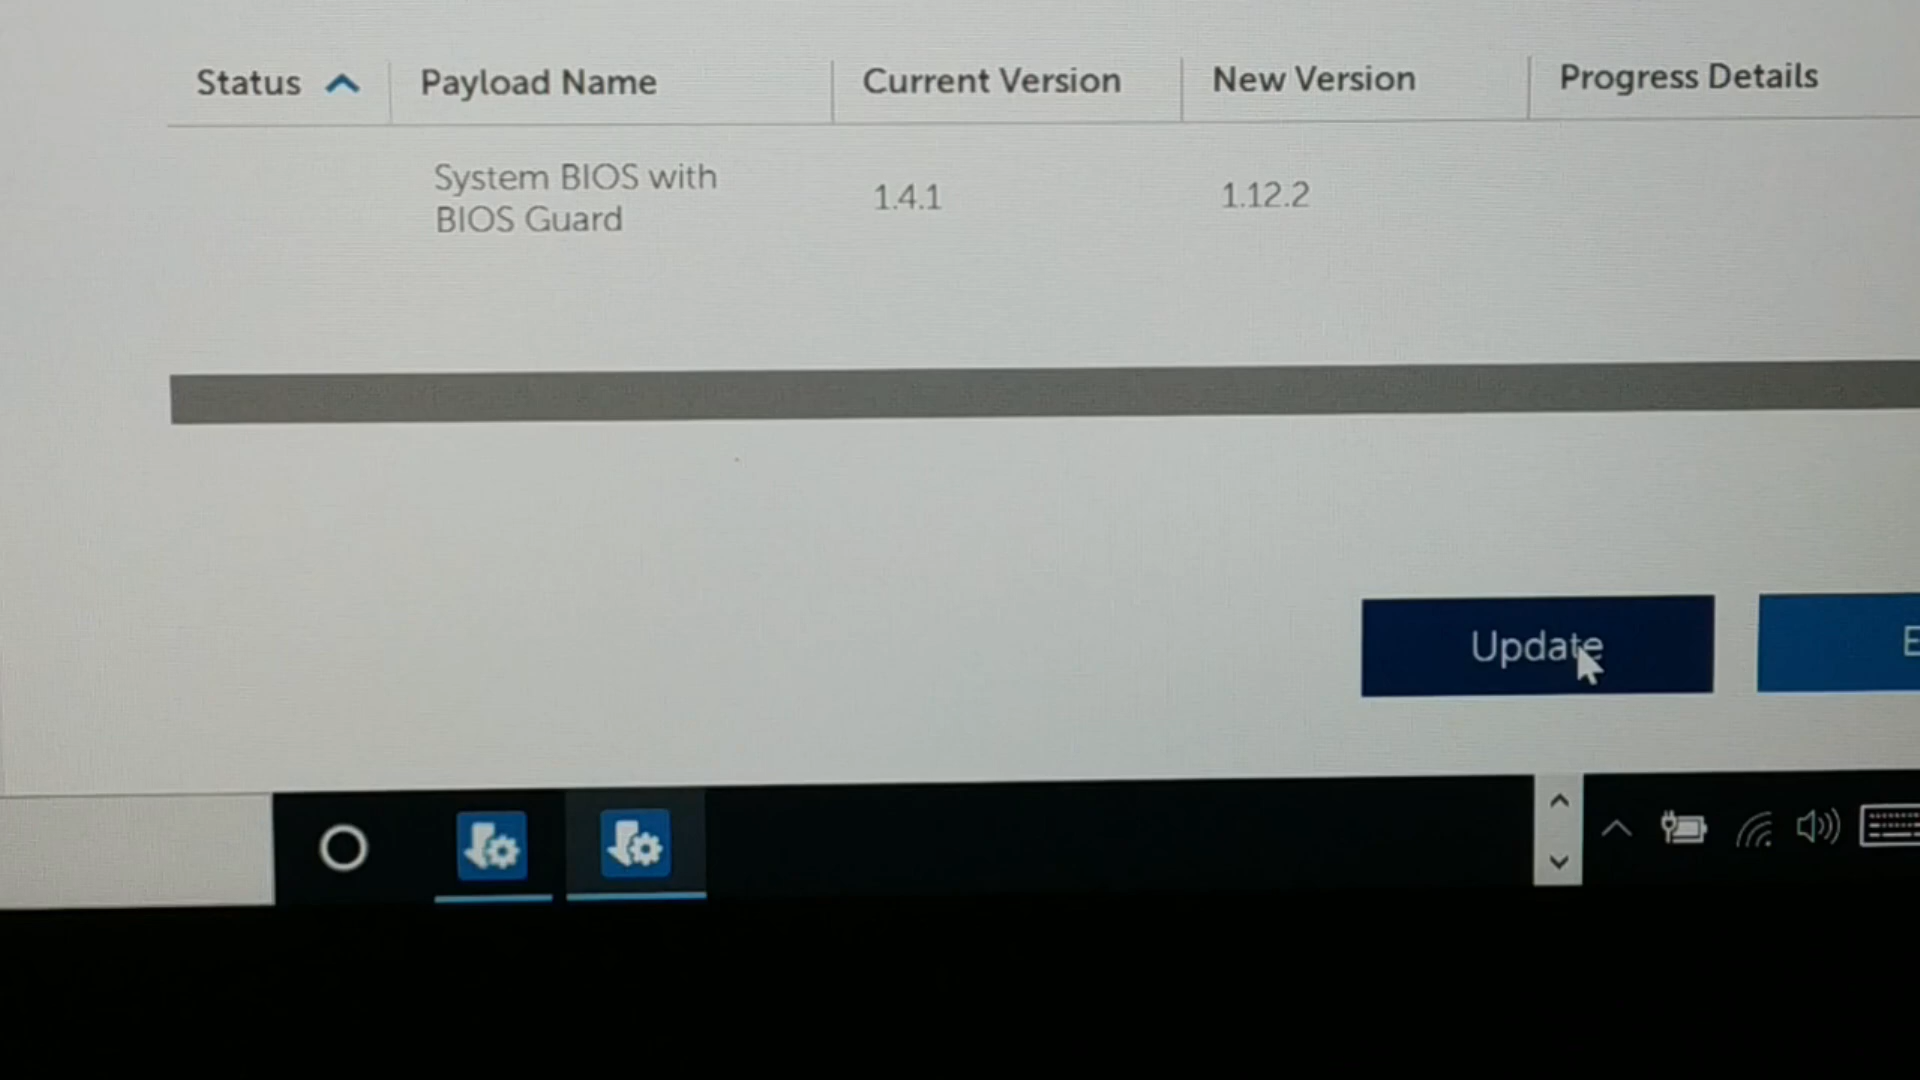 Status
Payload Name
Current Version
New Version
Progress Details
System BIOS with
BIOS Guard
1.4.1
1.12.2
Update
E